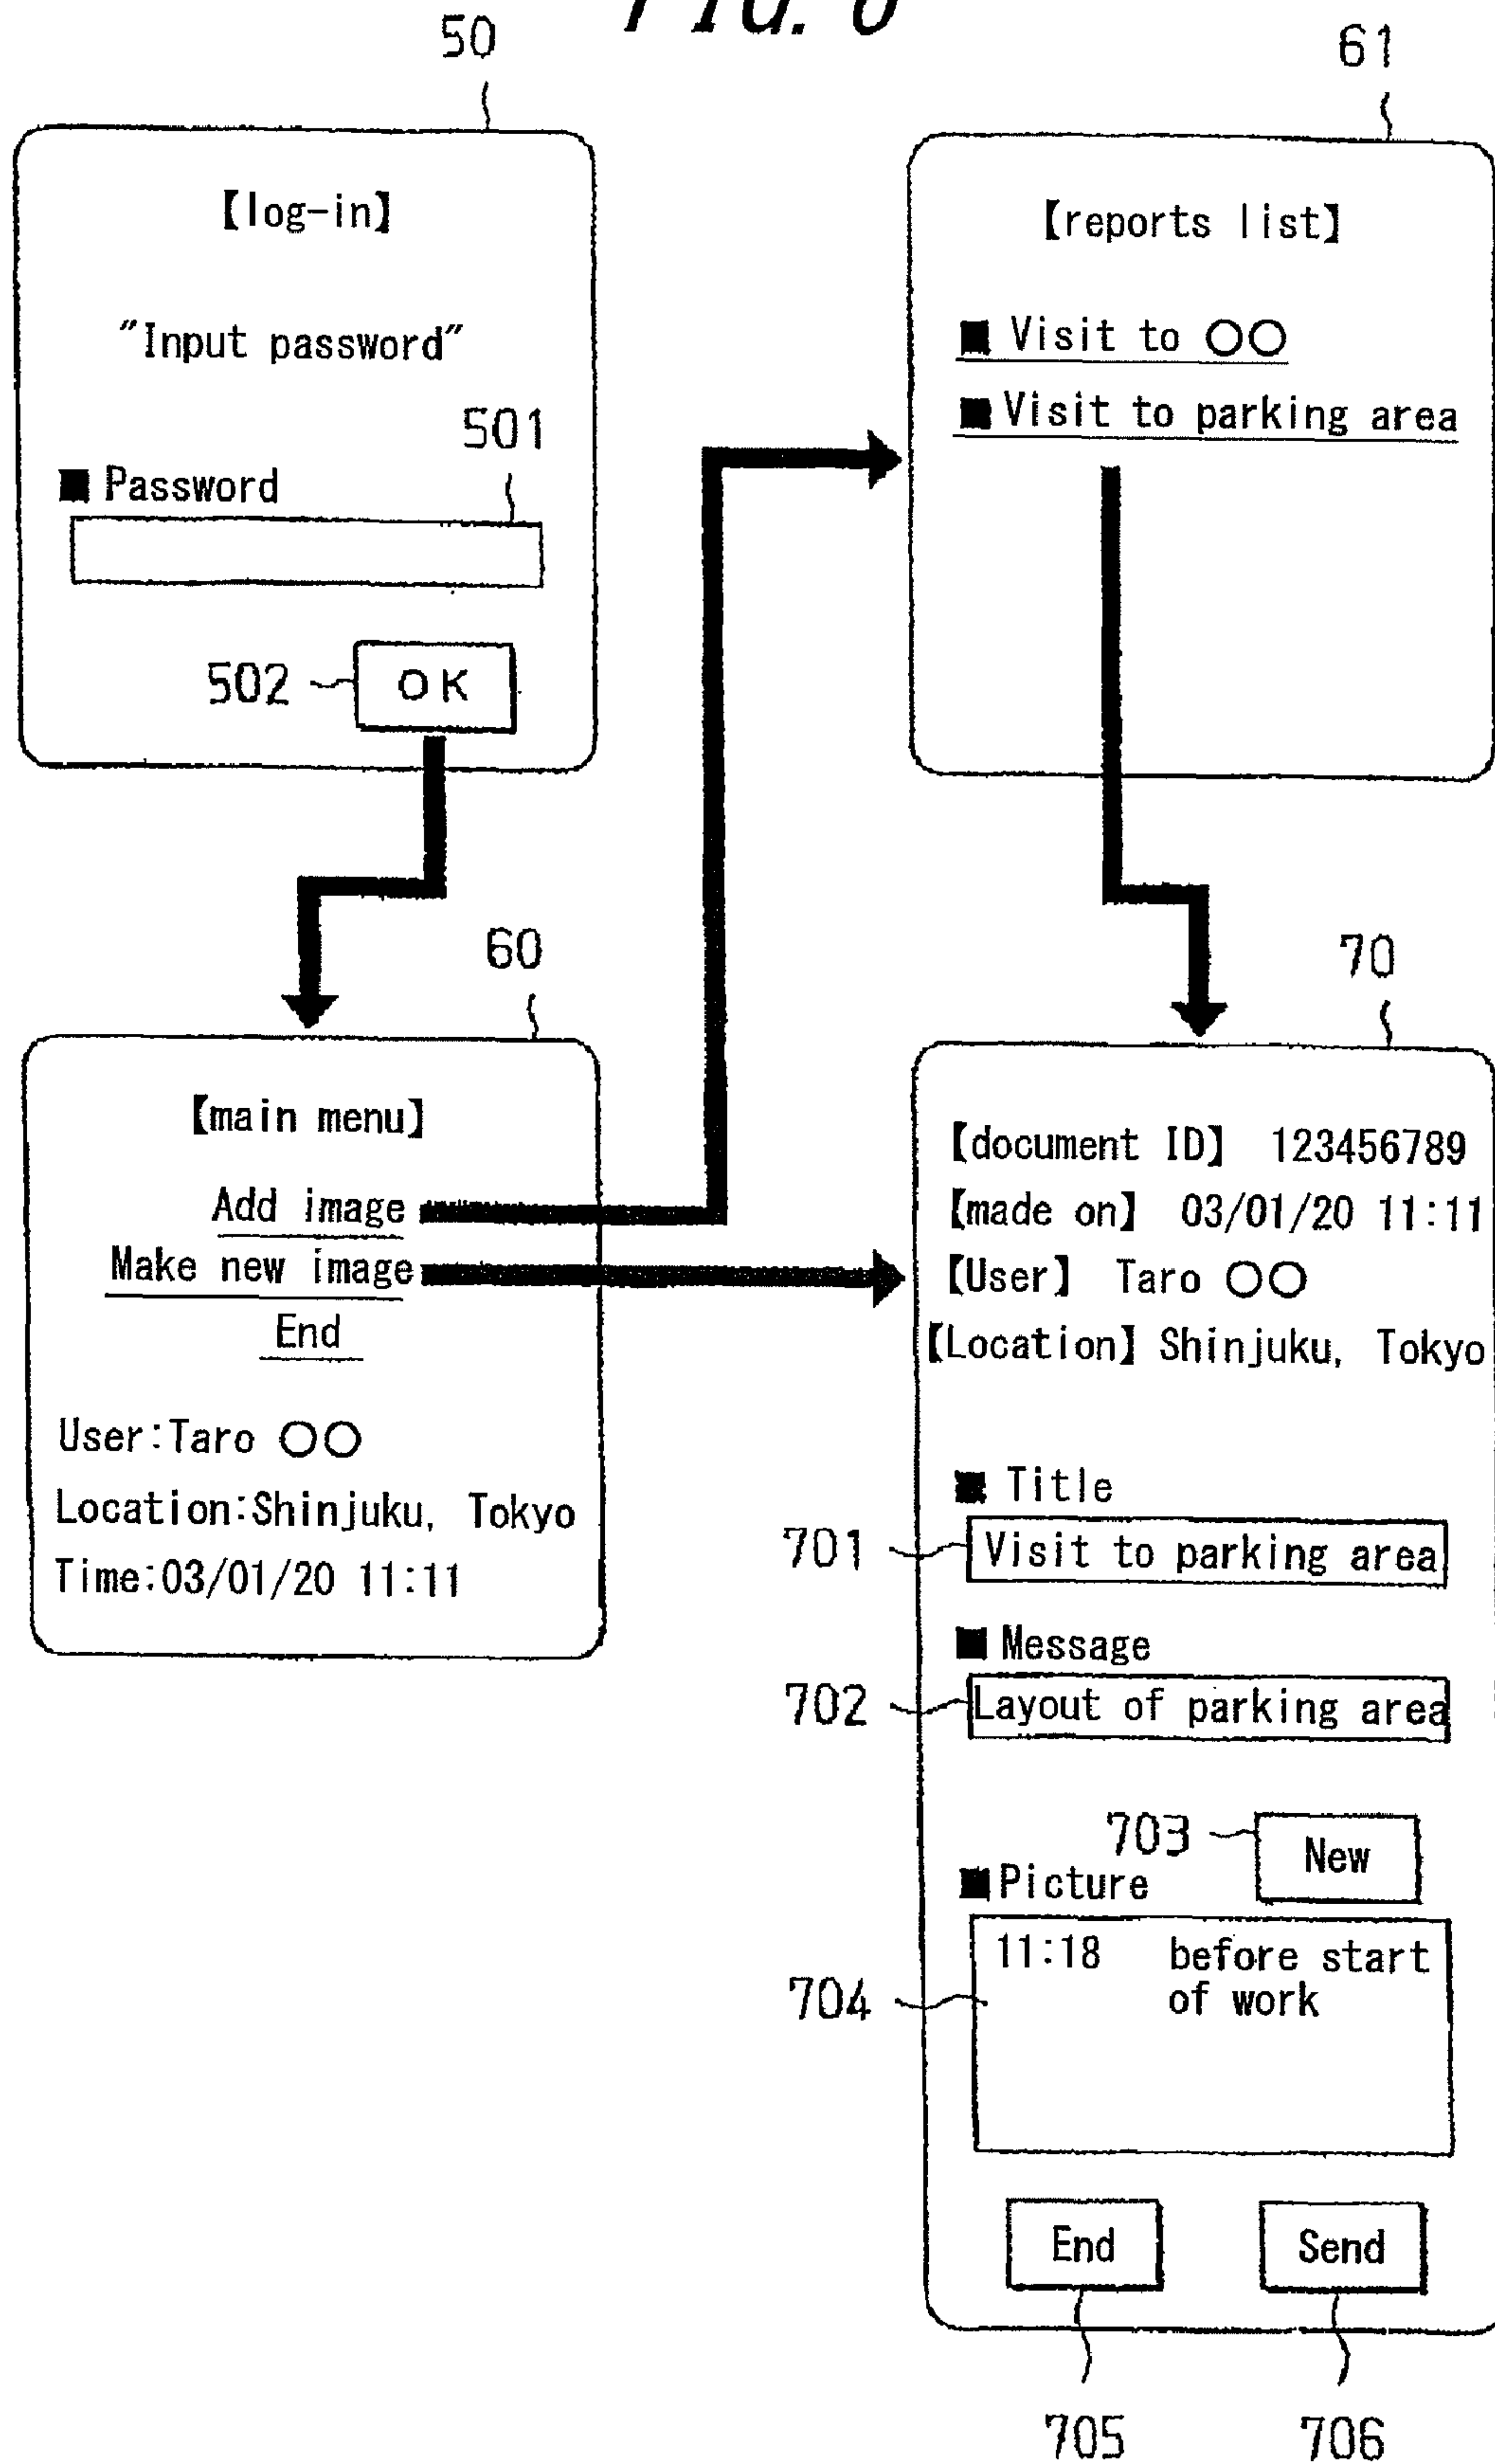 FIG. 6
50
【log-in】
"Input password"
501
■ Password
502
OK
61
【reports list】
■ Visit to ○○
■ Visit to parking area
60
【main menu】
Add image
Make new image
End
User:Taro ○○
Location:Shinjuku, Tokyo
Time:03/01/20 11:11
70
【document ID】 123456789
【made on】 03/01/20 11:11
【User】 Taro ○○
【Location】 Shinjuku, Tokyo
■ Title
701
Visit to parking area
■ Message
702
Layout of parking area
703
New
■ Picture
704
11:18 before start
of work
End
Send
705
706